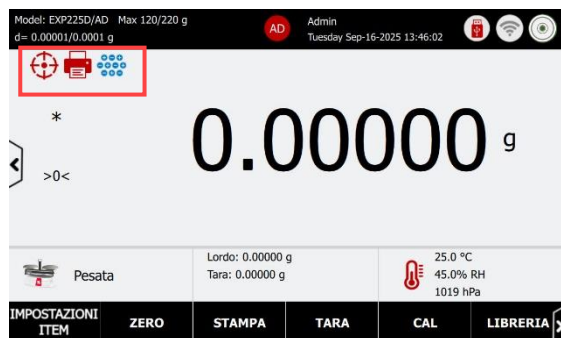 Model: EXP225D/AD Max 120/220 g
d= 0.00001/0.0001 g
AD
Admin
Tuesday Sep-16-2025 13:46:02
*
>0<
0.00000 g
Pesata
Lordo: 0.00000 g
Tara: 0.00000 g
25.0 °C
45.0% RH
1019 hPa
IMPOSTAZIONI
ITEM
ZERO
STAMPA
TARA
CAL
LIBRERIA